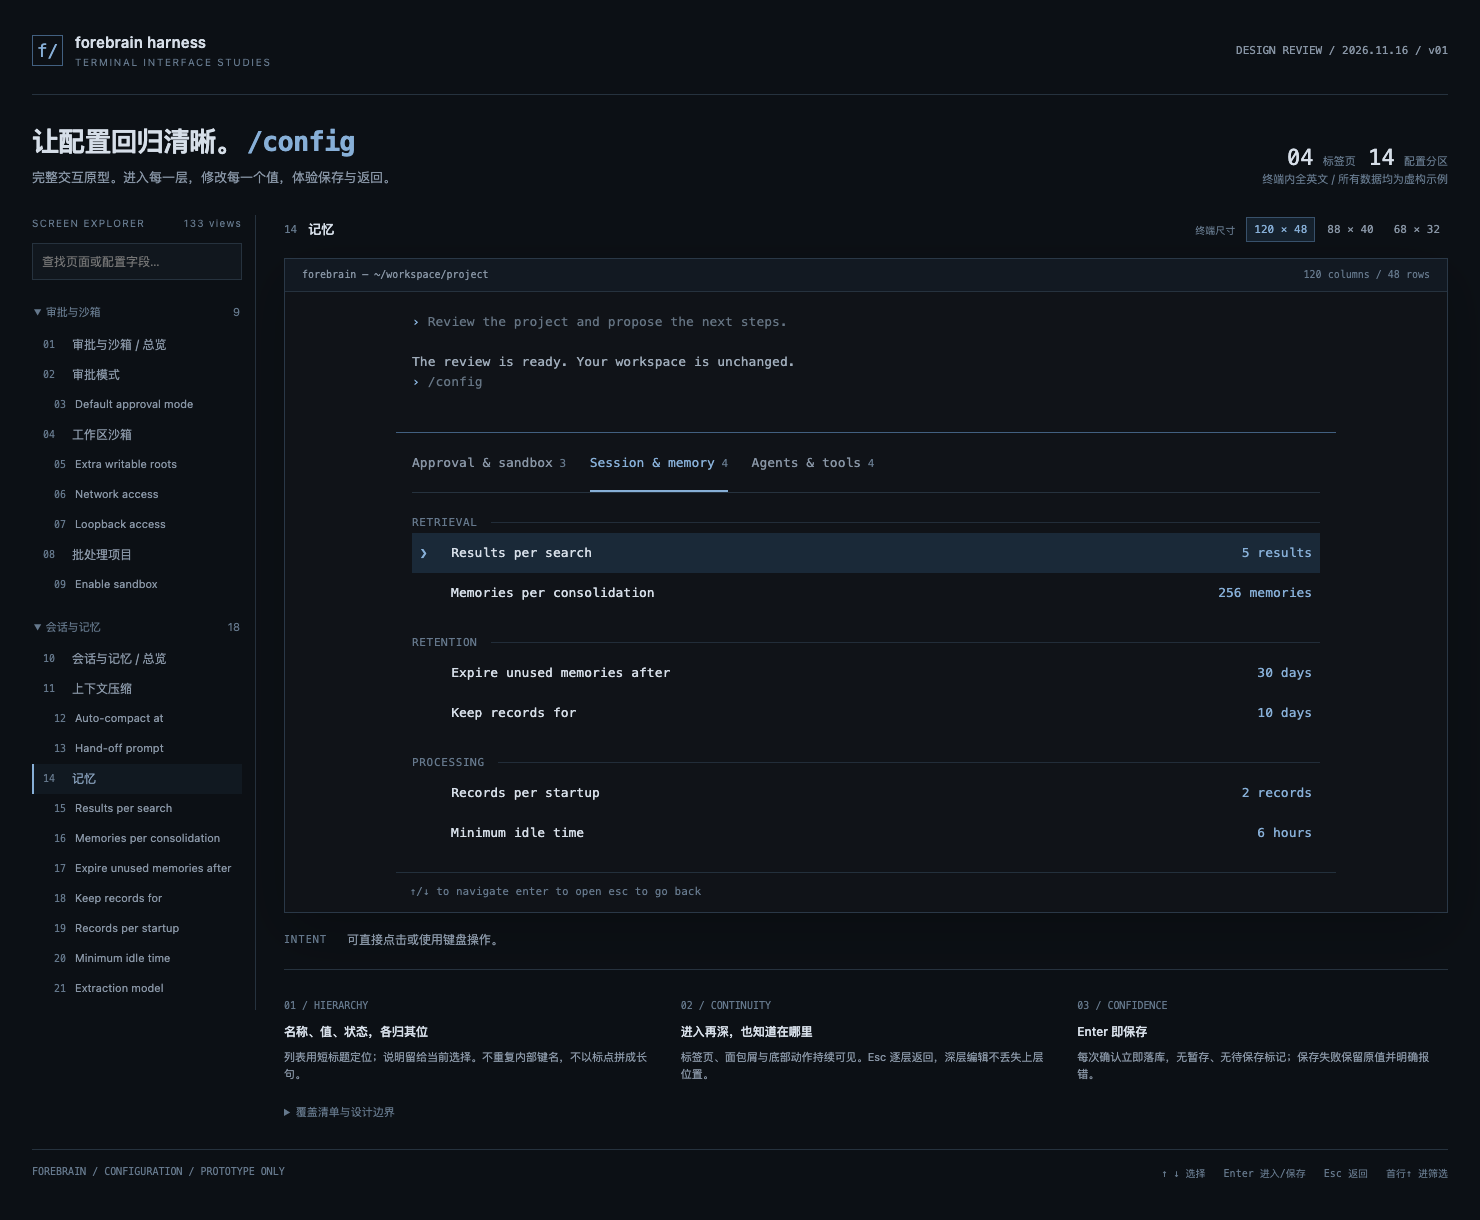 f/
forebrain harness
TERMINAL INTERFACE STUDIES
DESIGN REVIEW / 2026.11.16 / v01
让配置回归清晰。 /config
完整交互原型。进入每一层，修改每一个值，体验保存与返回。
04 标签页 14 配置分区
终端内全英文 / 所有数据均为虚构示例
SCREEN EXPLORER 133 views
查找页面或配置字段…
▼ 审批与沙箱 9
01 审批与沙箱 / 总览
02 审批模式
03 Default approval mode
04 工作区沙箱
05 Extra writable roots
06 Network access
07 Loopback access
08 批处理项目
09 Enable sandbox
▼ 会话与记忆 18
10 会话与记忆 / 总览
11 上下文压缩
12 Auto-compact at
13 Hand-off prompt
14 记忆
15 Results per search
16 Memories per consolidation
17 Expire unused memories after
18 Keep records for
19 Records per startup
20 Minimum idle time
21 Extraction model
14 记忆
终端尺寸 120 × 48 88 × 40 68 × 32
forebrain — ~/workspace/project 120 columns / 48 rows
› Review the project and propose the next steps.
The review is ready. Your workspace is unchanged.
› /config
Approval & sandbox 3 Session & memory 4 Agents & tools 4
RETRIEVAL
❯ Results per search 5 results
Memories per consolidation 256 memories
RETENTION
Expire unused memories after 30 days
Keep records for 10 days
PROCESSING
Records per startup 2 records
Minimum idle time 6 hours
↑/↓ to navigate enter to open esc to go back
INTENT 可直接点击或使用键盘操作。
01 / HIERARCHY
名称、值、状态，各归其位
列表用短标题定位；说明留给当前选择。不重复内部键名，不以标点拼成长
句。
02 / CONTINUITY
进入再深，也知道在哪里
标签页、面包屑与底部动作持续可见。Esc 逐层返回，深层编辑不丢失上层
位置。
03 / CONFIDENCE
Enter 即保存
每次确认立即落库，无暂存、无待保存标记；保存失败保留原值并明确报
错。
▶ 覆盖清单与设计边界
FOREBRAIN / CONFIGURATION / PROTOTYPE ONLY
↑ ↓ 选择 Enter 进入/保存 Esc 返回 首行↑ 进筛选